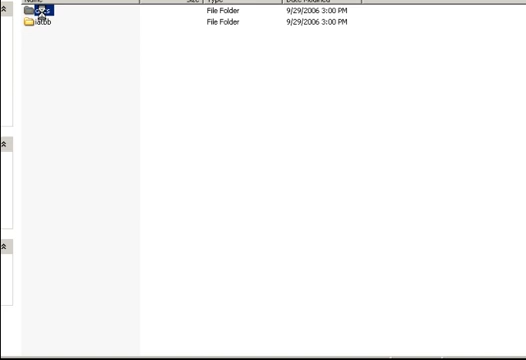 Name Size Type Date Modified
File Folder 9/29/2006 3:00 PM
File Folder 9/29/2006 3:00 PM